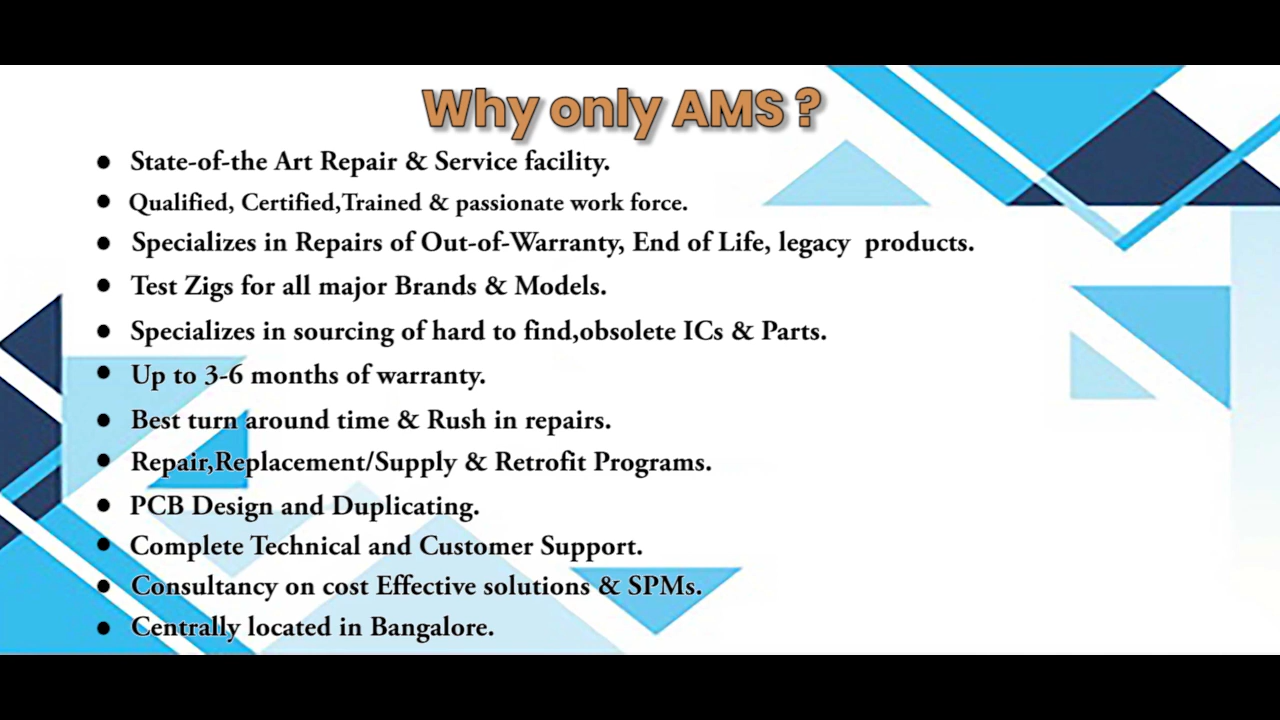 Why only AMS ?
● State-of-the Art Repair & Service facility.
● Qualified, Certified,Trained & passionate work force.
● Specializes in Repairs of Out-of-Warranty, End of Life, legacy  products.
● Test Zigs for all major Brands & Models.
● Specializes in sourcing of hard to find,obsolete ICs & Parts.
● Up to 3-6 months of warranty.
● Best turn around time & Rush in repairs.
● Repair,Replacement/Supply & Retrofit Programs.
● PCB Design and Duplicating.
● Complete Technical and Customer Support.
● Consultancy on cost Effective solutions & SPMs.
● Centrally located in Bangalore.